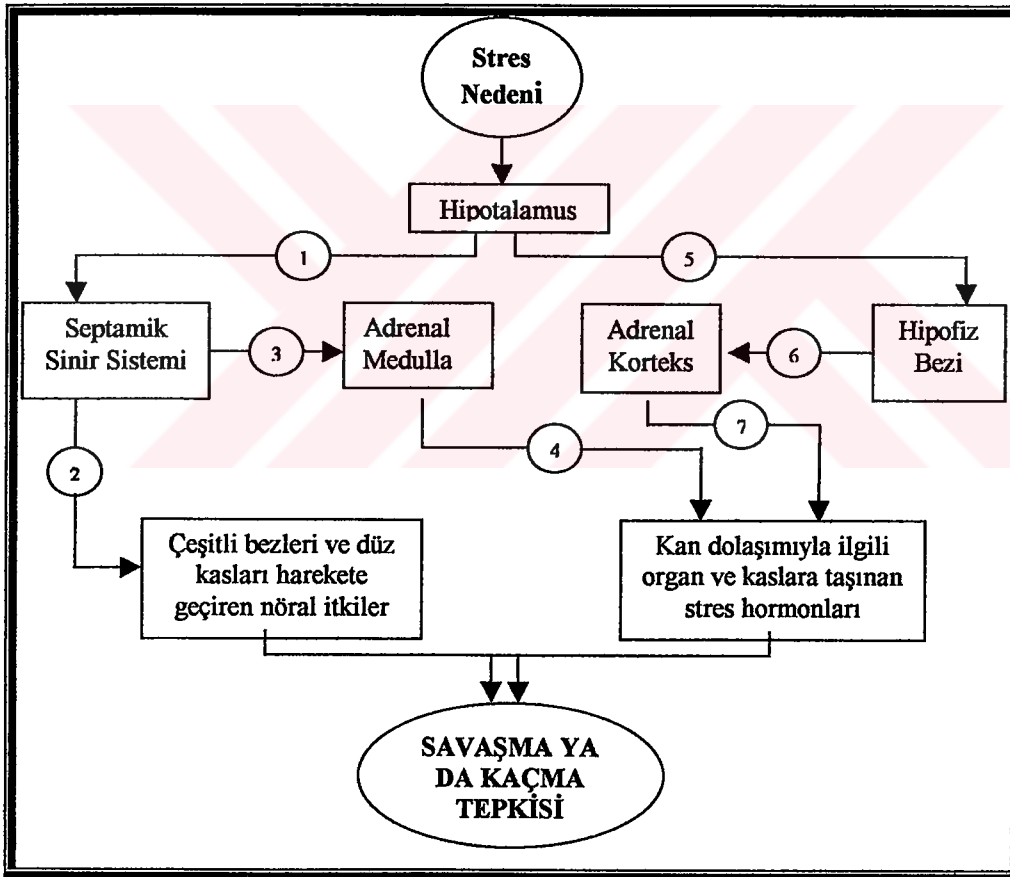 Stres
Nedeni
Hipotalamus
1
5
Septamik
Sinir Sistemi
3
Adrenal
Medulla
Adrenal
Korteks
6
Hipofiz
Bezi
2
4
7
Çeşitli bezleri ve düz
kasları harekete
geçiren nöral itkiler
Kan dolaşımıyla ilgili
organ ve kaslara taşınan
stres hormonları
SAVAŞMA YA
DA KAÇMA
TEPKİSİ